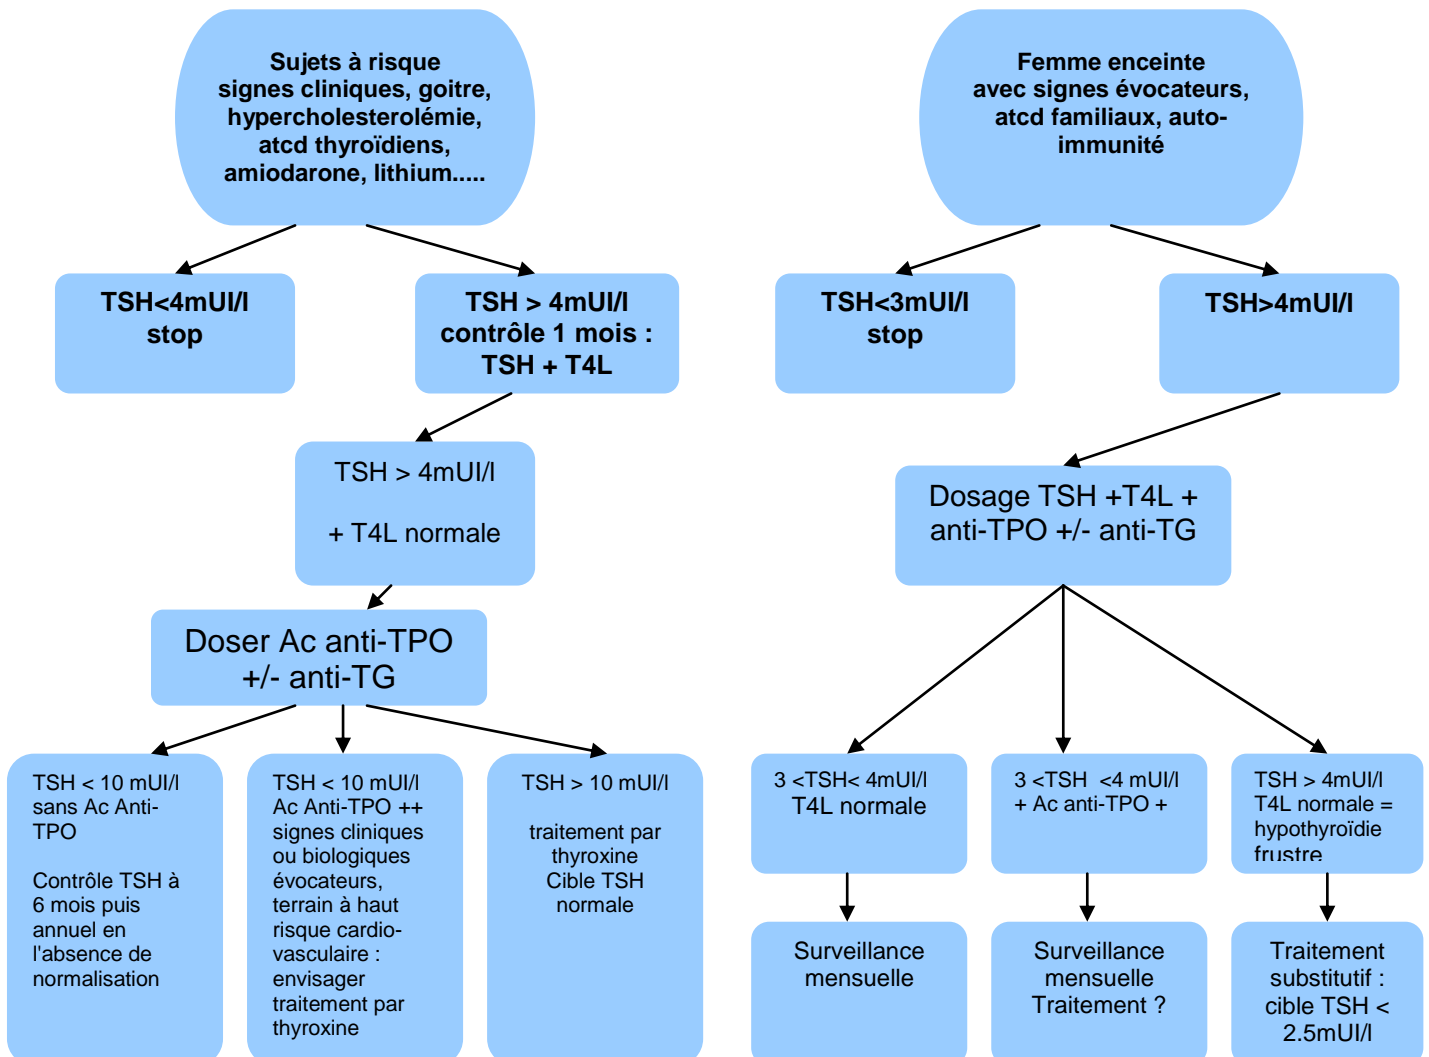 Sujets à risque
signes cliniques, goitre,
hypercholesterolémie,
atcd thyroïdiens,
amiodarone, lithium.....
Femme enceinte
avec signes évocateurs,
atcd familiaux, auto-
immunité
TSH<4mUI/l
stop
TSH > 4mUI/l
contrôle 1 mois :
TSH + T4L
TSH<3mUI/l
stop
TSH>4mUI/l
TSH > 4mUI/l
+ T4L normale
Dosage TSH +T4L +
anti-TPO +/- anti-TG
Doser Ac anti-TPO
+/- anti-TG
TSH < 10 mUI/l
sans Ac Anti-
TPO
Contrôle TSH à
6 mois puis
annuel en
l'absence de
normalisation
TSH < 10 mUI/l
Ac Anti-TPO ++
signes cliniques
ou biologiques
évocateurs,
terrain à haut
risque cardio-
vasculaire :
envisager
traitement par
thyroxine
TSH > 10 mUI/l
traitement par
thyroxine
Cible TSH
normale
3 <TSH< 4mUI/l
T4L normale
3 <TSH  <4 mUI/l
+ Ac anti-TPO +
TSH > 4mUI/l
T4L normale =
hypothyroïdie
frustre
Surveillance
mensuelle
Surveillance
mensuelle
Traitement ?
Traitement
substitutif :
cible TSH <
2.5mUI/l